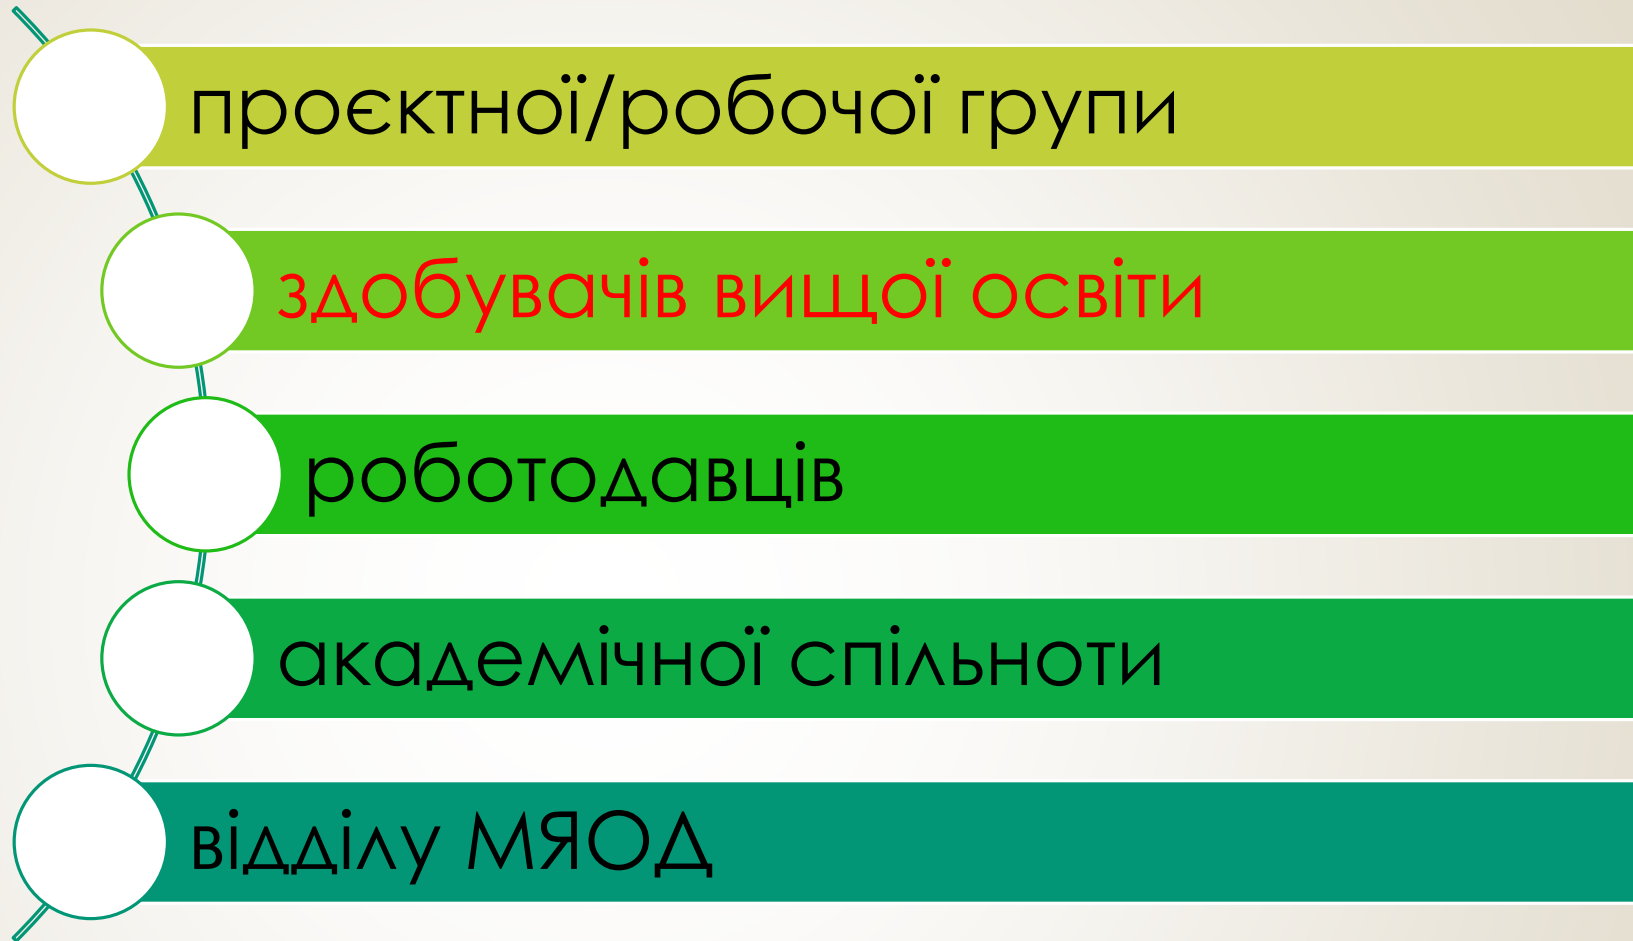 проєктної/робочої групи
здобувачів вищої освіти
роботодавців
академічної спільноти
відділу МЯОД